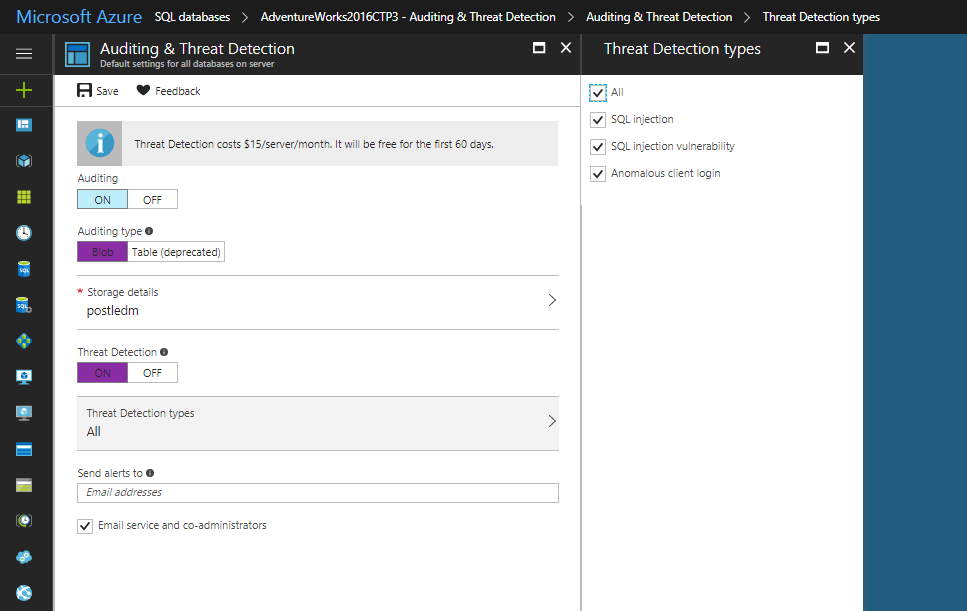 Microsoft Azure SQL databases > AdventureWorks2016CTP3 - Auditing & Threat Detection > Auditing & Threat Detection > Threat Detection types
Auditing & Threat Detection
Default settings for all databases on server
Save Feedback
Threat Detection costs $15/server/month. It will be free for the first 60 days.
Auditing
ON OFF
Auditing type
Blob Table (deprecated)
* Storage details
postledm
Threat Detection
ON OFF
Threat Detection types
All
Send alerts to
Email addresses
Email service and co-administrators
Threat Detection types
All
SQL injection
SQL injection vulnerability
Anomalous client login
SQL
SQL